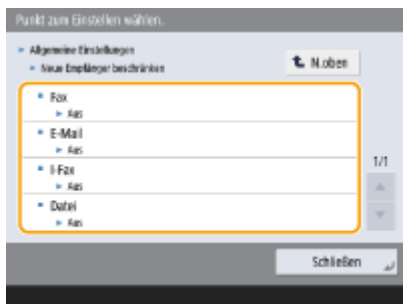 Punkt zum Einstellen wählen.
Allgemeine Einstellungen
Neue Empfänger beschränken
N.oben
Fax
Aus
E-Mail
Aus
I-Fax
Aus
Datei
Aus
1/1
Schließen